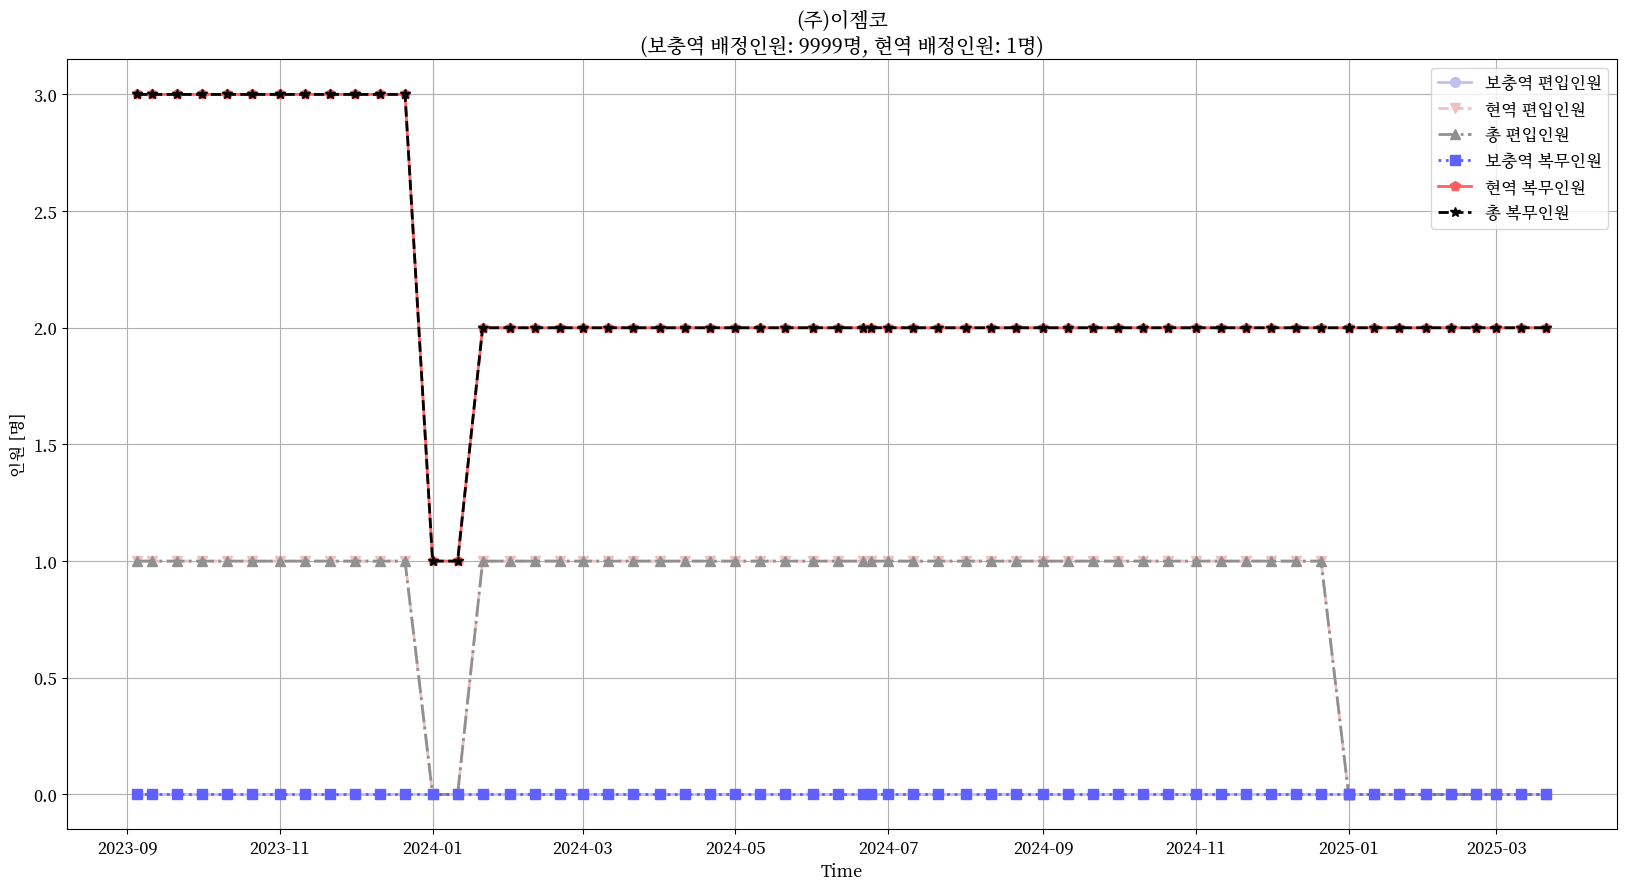 (주)이젬코
(보충역 배정인원: 9999명, 현역 배정인원: 1명)
보충역 편입인원
현역 편입인원
총 편입인원
보충역 복무인원
현역 복무인원
총 복무인원
인원 [명]
3.0
2.5
2.0
1.5
1.0
0.5
0.0
2023-09 2023-11 2024-01 2024-03 2024-05 2024-07 2024-09 2024-11 2025-01 2025-03
Time